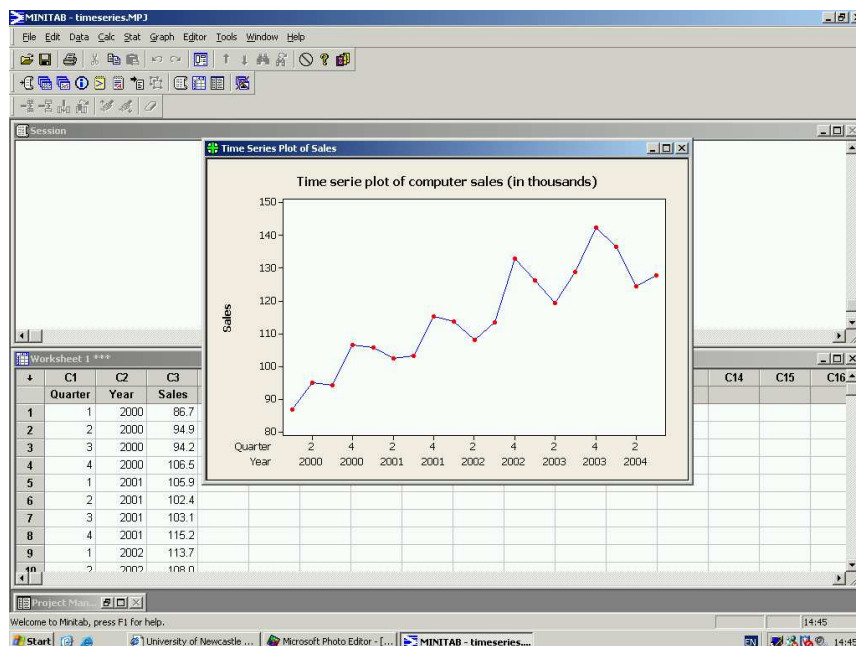 MINITAB - timeseries.MPJ
File Edit Data Calc Stat Graph Editor Tools Window Help
Session
Time Series Plot of Sales
Time serie plot of computer sales (in thousands)
150
140
130
120
110
100
90
80
Sales
Quarter 2 4 2 4 2 4 2 4 2
Year 2000 2000 2001 2001 2002 2002 2003 2003 2004
Worksheet 1 ***
C1 C2 C3 C14 C15 C16
Quarter Year Sales
1 1 2000 86.7
2 2 2000 94.9
3 3 2000 94.2
4 4 2000 106.5
5 1 2001 105.9
6 2 2001 102.4
7 3 2001 103.1
8 4 2001 115.2
9 1 2002 113.7
10 2 2002 108.0
Project Man...
Welcome to Minitab, press F1 for help. 14:45
Start University of Newcastle ... Microsoft Photo Editor - [... MINITAB - timeseries.... EN 14:45